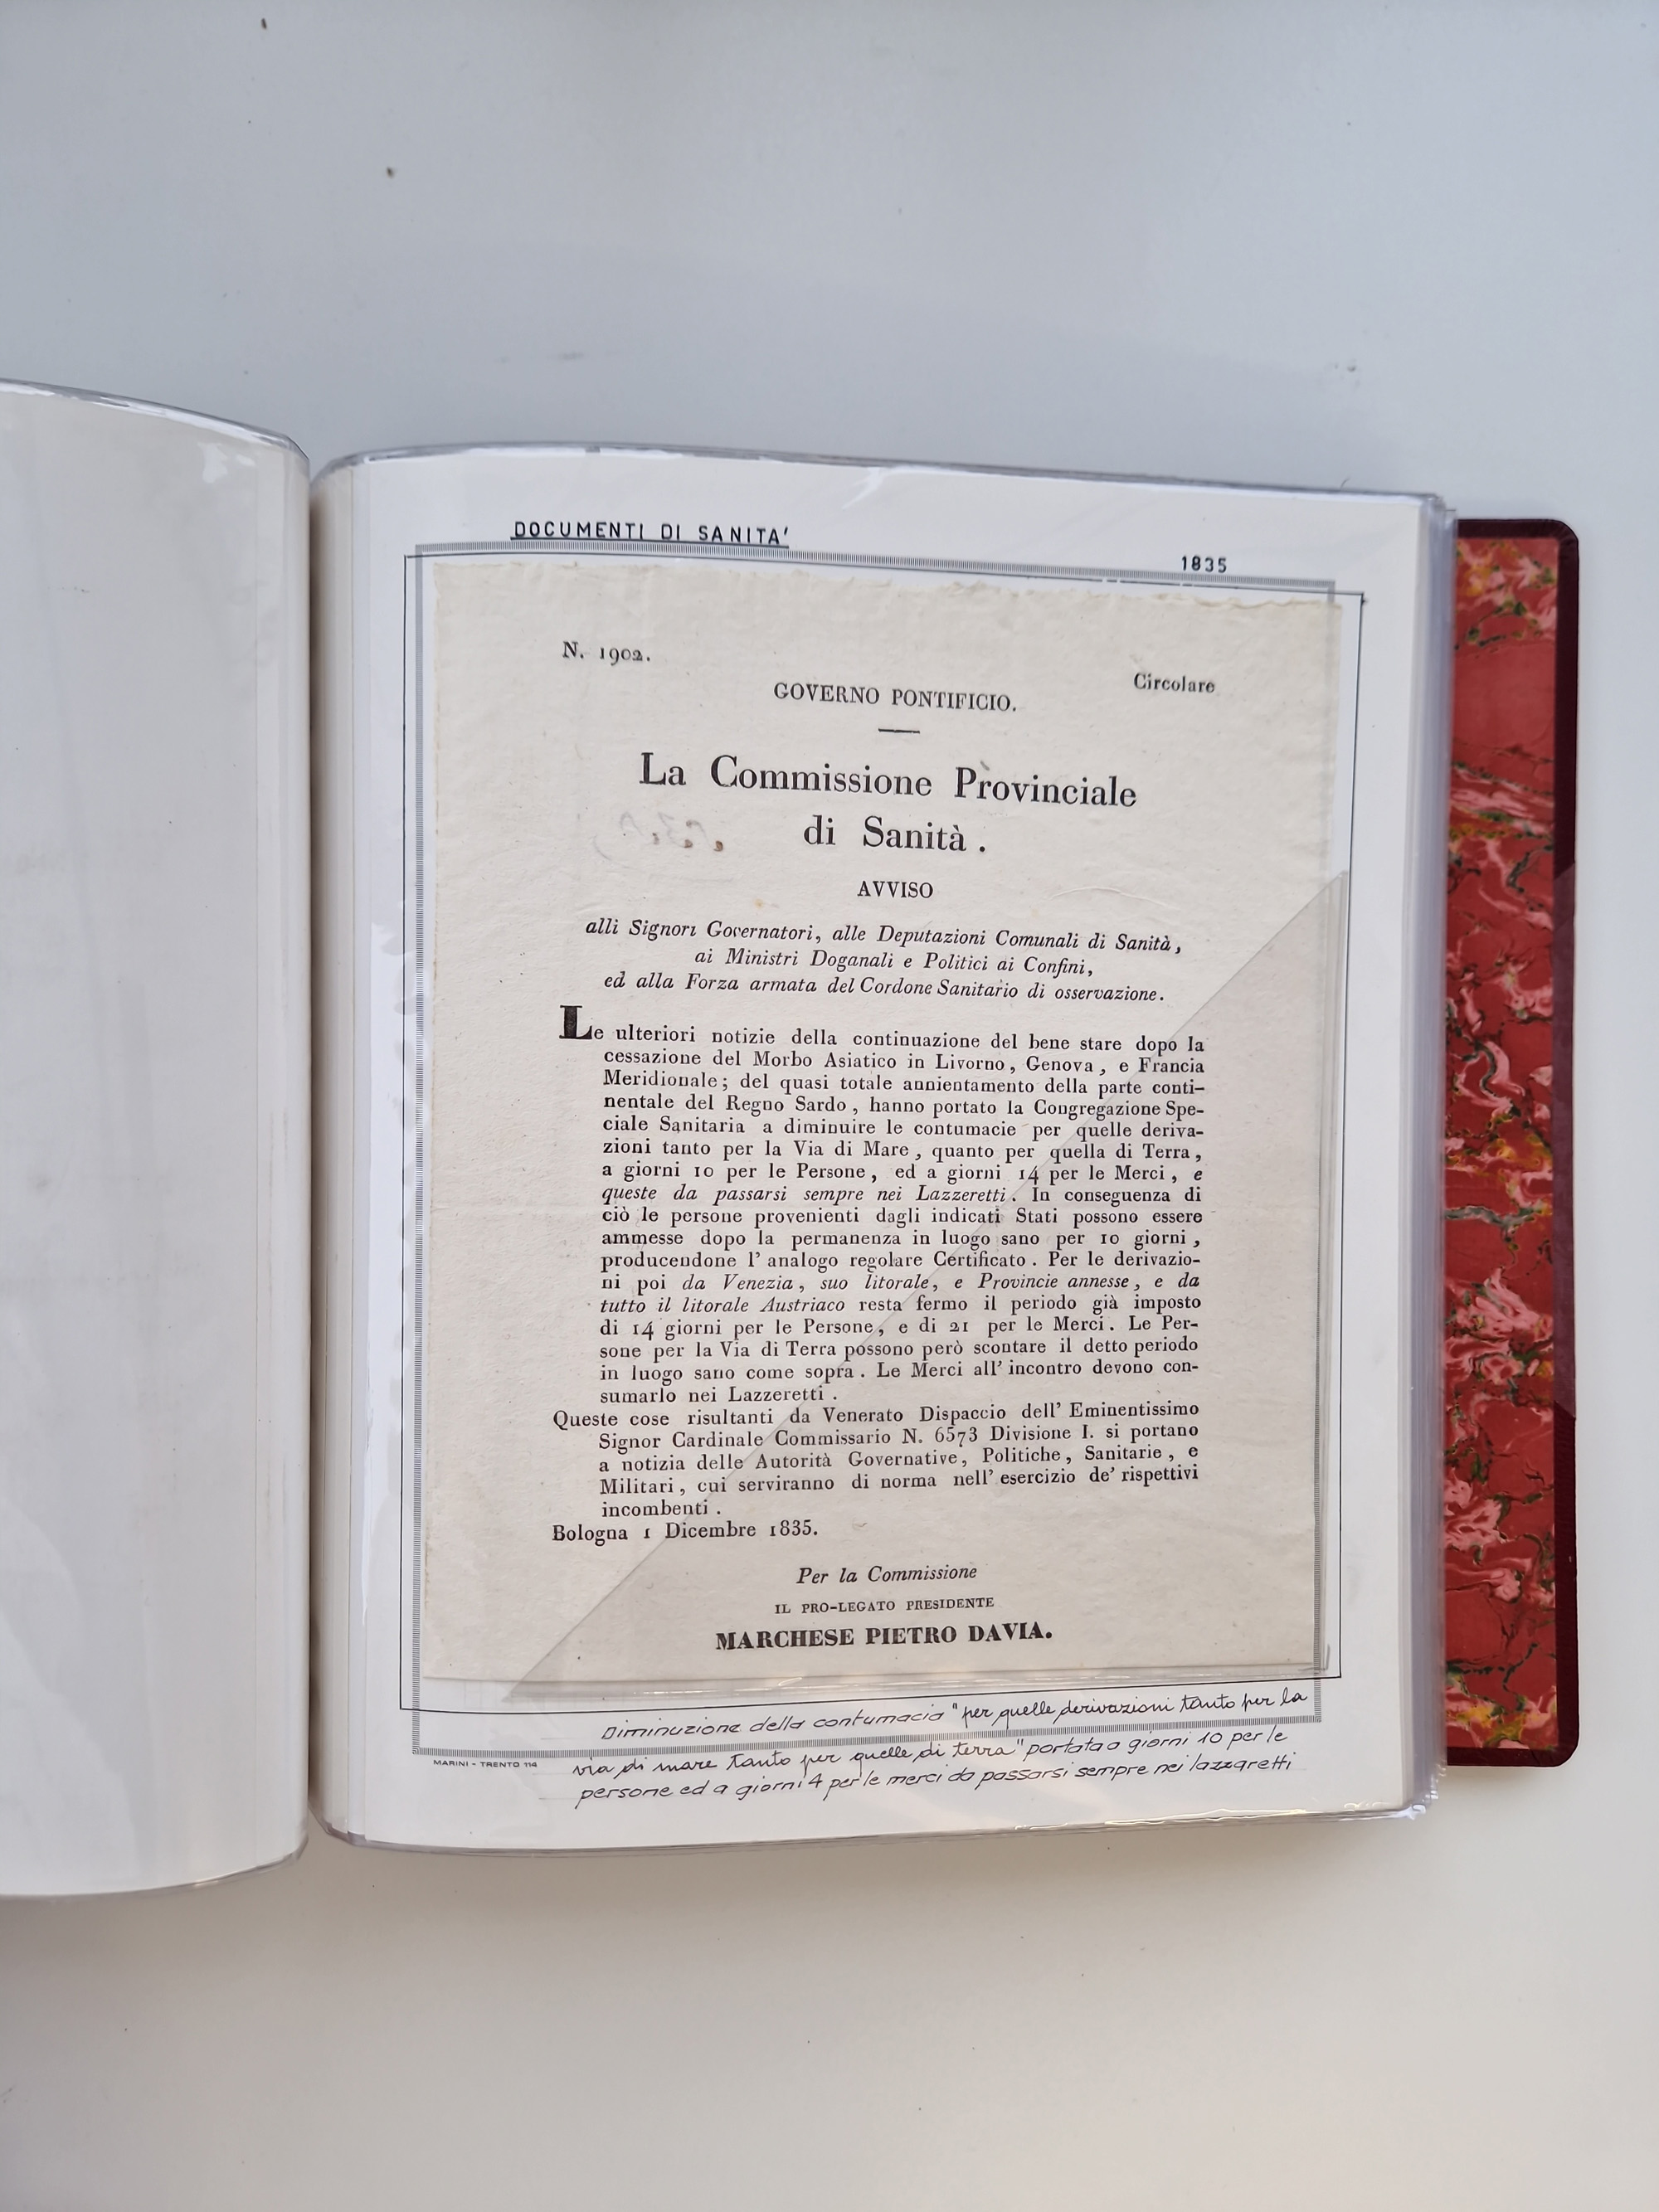 DOCUMENTI DI SANITA'
1835
N. 1902.
Circolare
GOVERNO PONTIFICIO.
La Commissione Provinciale
di Sanità .
AVVISO
alli Signori Governatori, alle Deputazioni Comunali di Sanità,
ai Ministri Doganali e Politici ai Confini,
ed alla Forza armata del Cordone Sanitario di osservazione.
Le ulteriori notizie della continuazione del bene stare dopo la
cessazione del Morbo Asiatico in Livorno, Genova, e Francia
Meridionale; del quasi totale annientamento della parte conti-
nentale del Regno Sardo, hanno portato la Congregazione Spe-
ciale Sanitaria a diminuire le contumacie per quelle deriva-
zioni tanto per la Via di Mare, quanto per quella di Terra,
a giorni 10 per le Persone, ed a giorni 14 per le Merci, e
queste da passarsi sempre nei Lazzeretti. In conseguenza di
ciò le persone provenienti dagli indicati Stati possono essere
ammesse dopo la permanenza in luogo sano per 10 giorni,
producendone l' analogo regolare Certificato. Per le derivazio-
ni poi da Venezia, suo litorale, e Provincie annesse, e da
tutto il litorale Austriaco resta fermo il periodo già imposto
di 14 giorni per le Persone, e di 21 per le Merci. Le Per-
sone per la Via di Terra possono però scontare il detto periodo
in luogo sano come sopra. Le Merci all' incontro devono con-
sumarlo nei Lazzeretti.
Queste cose risultanti da Venerato Dispaccio dell' Eminentissimo
Signor Cardinale Commissario N. 6573 Divisione I. si portano
a notizia delle Autorità Governative, Politiche, Sanitarie, e
Militari, cui serviranno di norma nell' esercizio de' rispettivi
incombenti.
Bologna 1 Dicembre 1835.
Per la Commissione
IL PRO-LEGATO PRESIDENTE
MARCHESE PIETRO DAVIA.
Diminuzione della contumacia "per quelle derivazioni tanto per la
via di mare tanto per quelle di terra" portata a giorni 10 per le
persone ed a giorni 4 per le merci da passarsi sempre nei lazzaretti
MARINI - TRENTO 114